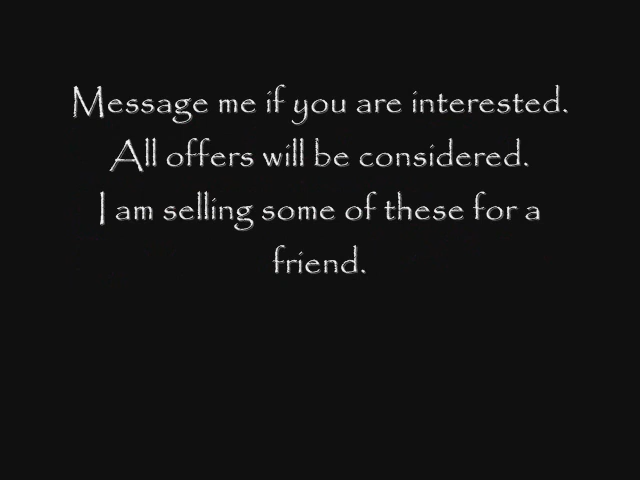 Message me if you are interested.
All offers will be considered.
I am selling some of these for a
friend.